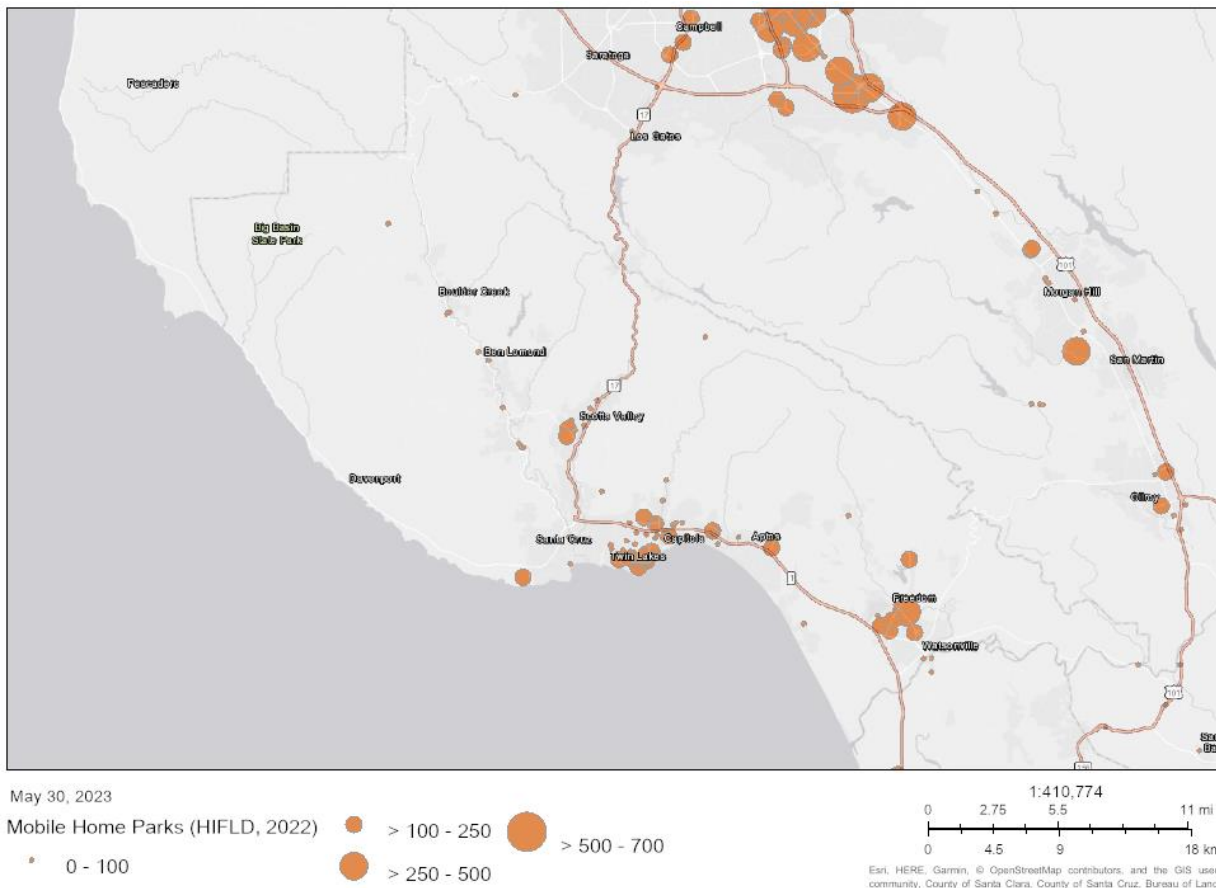 Campbell
Saratoga
Pescadero
17
Los Gatos
Big Basin
State Park
101
Boulder Creek
Morgan Hill
Ben Lomond
San Martin
17
Scotts Valley
Davenport
Gilroy
Santa Cruz
Capitola
Aptos
Twin Lakes
1
Freedom
Watsonville
101
156
May 30, 2023
1:410,774
0 2.75 5.5 11 mi
0 4.5 9 18 km
Mobile Home Parks (HIFLD, 2022)
0 - 100
> 100 - 250
> 250 - 500
> 500 - 700
Esri, HERE, Garmin, © OpenStreetMap contributors, and the GIS user
community, County of Santa Clara, County of Santa Cruz, Bureau of Land